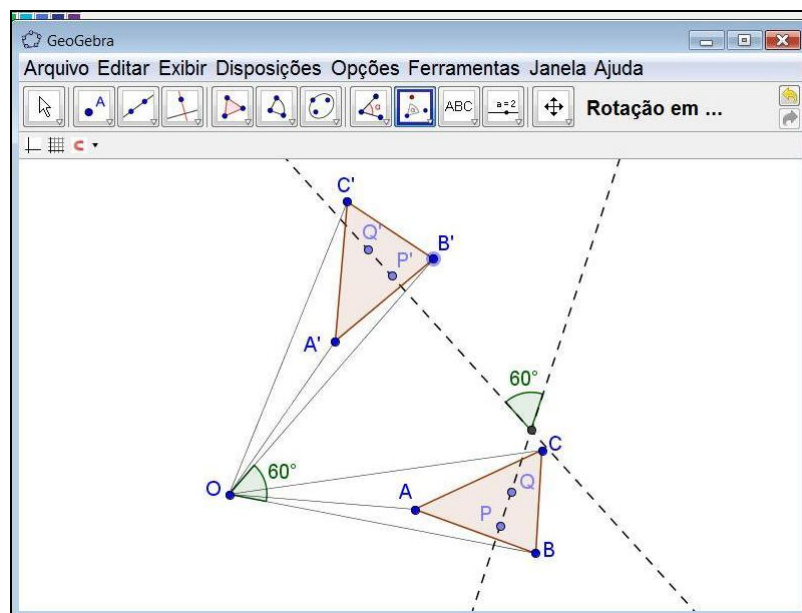 GeoGebra
Arquivo Editar Exibir Disposições Opções Ferramentas Janela Ajuda
A
α
α
ABC
a=2
Rotação em ...
C'
Q'
B'
P'
A'
60°
C
60°
O
A
Q
P
B